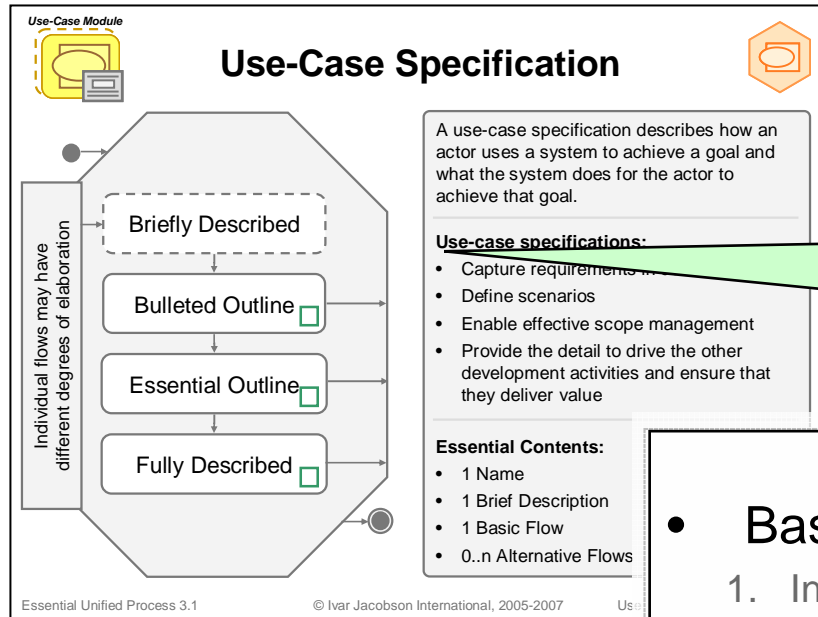 Use-Case Module
Use-Case Specification
Individual flows may have
different degrees of elaboration
Briefly Described
Bulleted Outline
Essential Outline
Fully Described
A use-case specification describes how an
actor uses a system to achieve a goal and
what the system does for the actor to
achieve that goal.
Use-case specifications:
• Capture requirements in
• Define scenarios
• Enable effective scope management
• Provide the detail to drive the other
development activities and ensure that
they deliver value
Essential Contents:
• 1 Name
• 1 Brief Description
• 1 Basic Flow
• 0..n Alternative Flows
• Bas
1. In
Essential Unified Process 3.1
© Ivar Jacobson International, 2005-2007